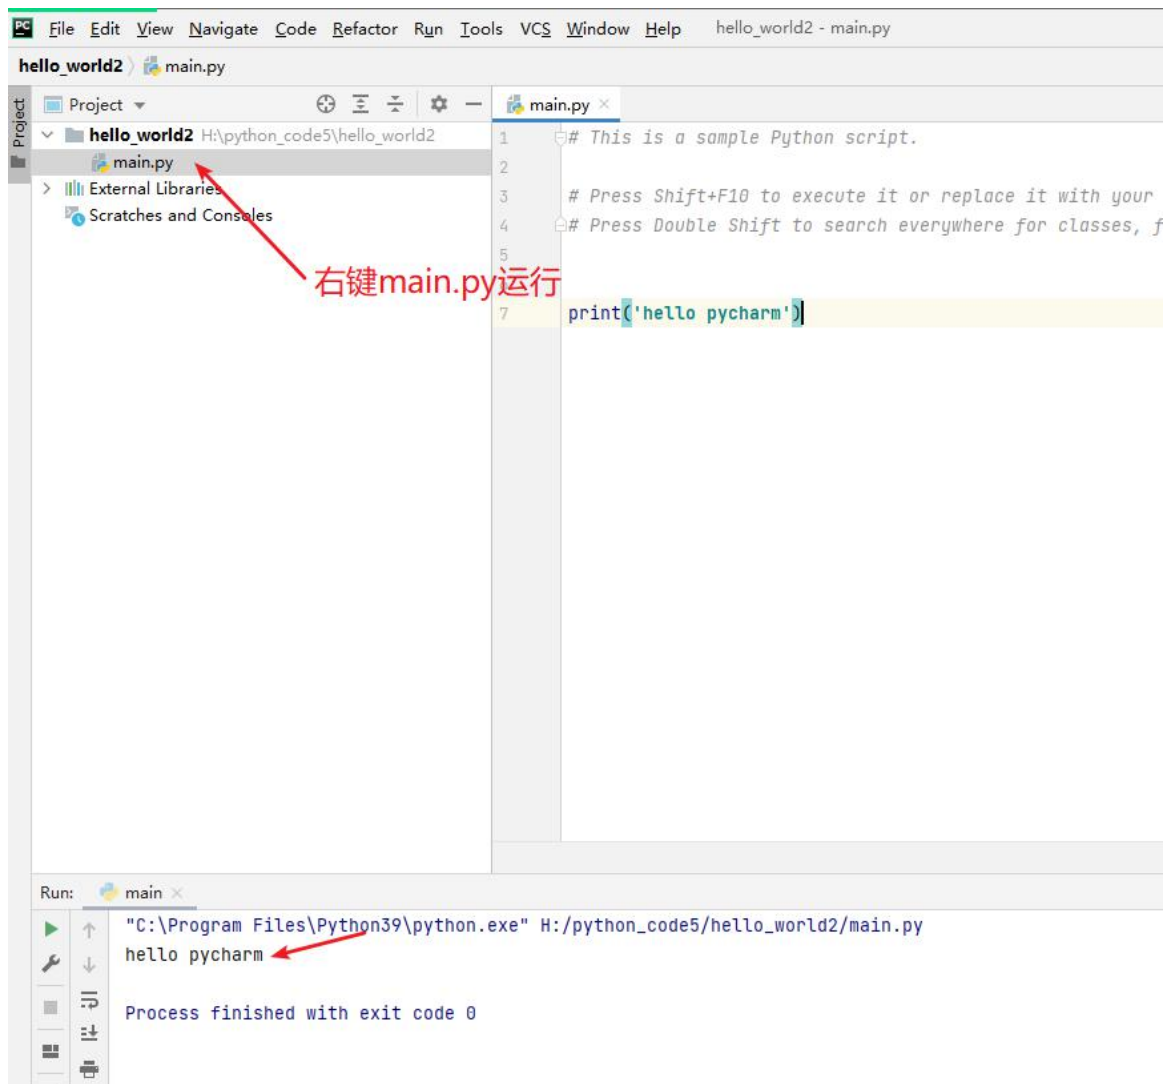 PC File Edit View Navigate Code Refactor Run Tools VCS Window Help hello_world2 - main.py
hello_world2 main.py
Project
Project
main.py
hello_world2 H:\python_code5\hello_world2
main.py
External Libraries
Scratches and Consoles
右键main.py运行
1 # This is a sample Python script.
2
3 # Press Shift+F10 to execute it or replace it with your
4 # Press Double Shift to search everywhere for classes, f
5
7 print('hello pycharm')
Run: main
"C:\Program Files\Python39\python.exe" H:/python_code5/hello_world2/main.py
hello pycharm
Process finished with exit code 0